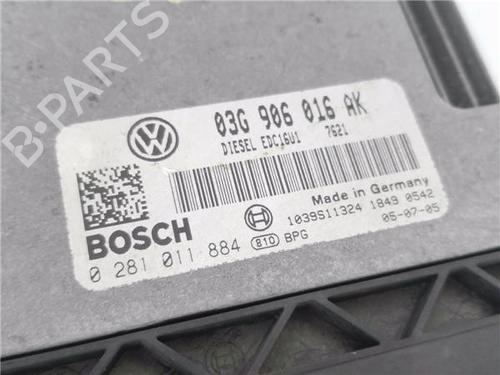 B-PARTS
03G 906 016 AK
DIESEL EDC16U1 7621
Made in Germany
BOSCH
1039S11324 1849 0542
0 281 011 884 810 BPG 05-07-05